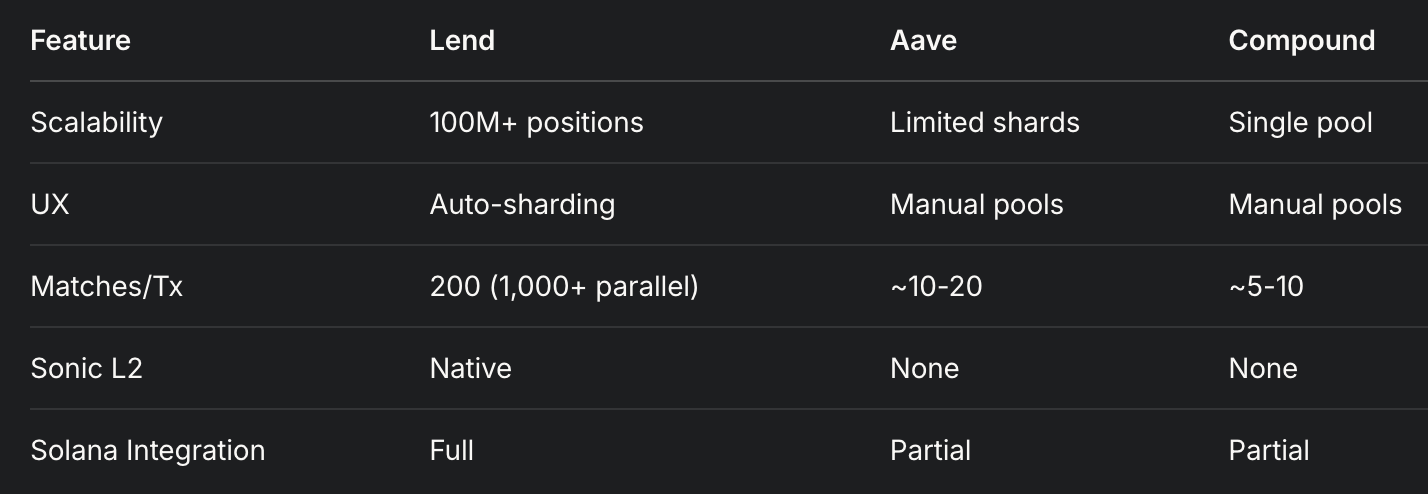 Feature Lend Aave Compound
Scalability 100M+ positions Limited shards Single pool
UX Auto-sharding Manual pools Manual pools
Matches/Tx 200 (1,000+ parallel) ~10-20 ~5-10
Sonic L2 Native None None
Solana Integration Full Partial Partial